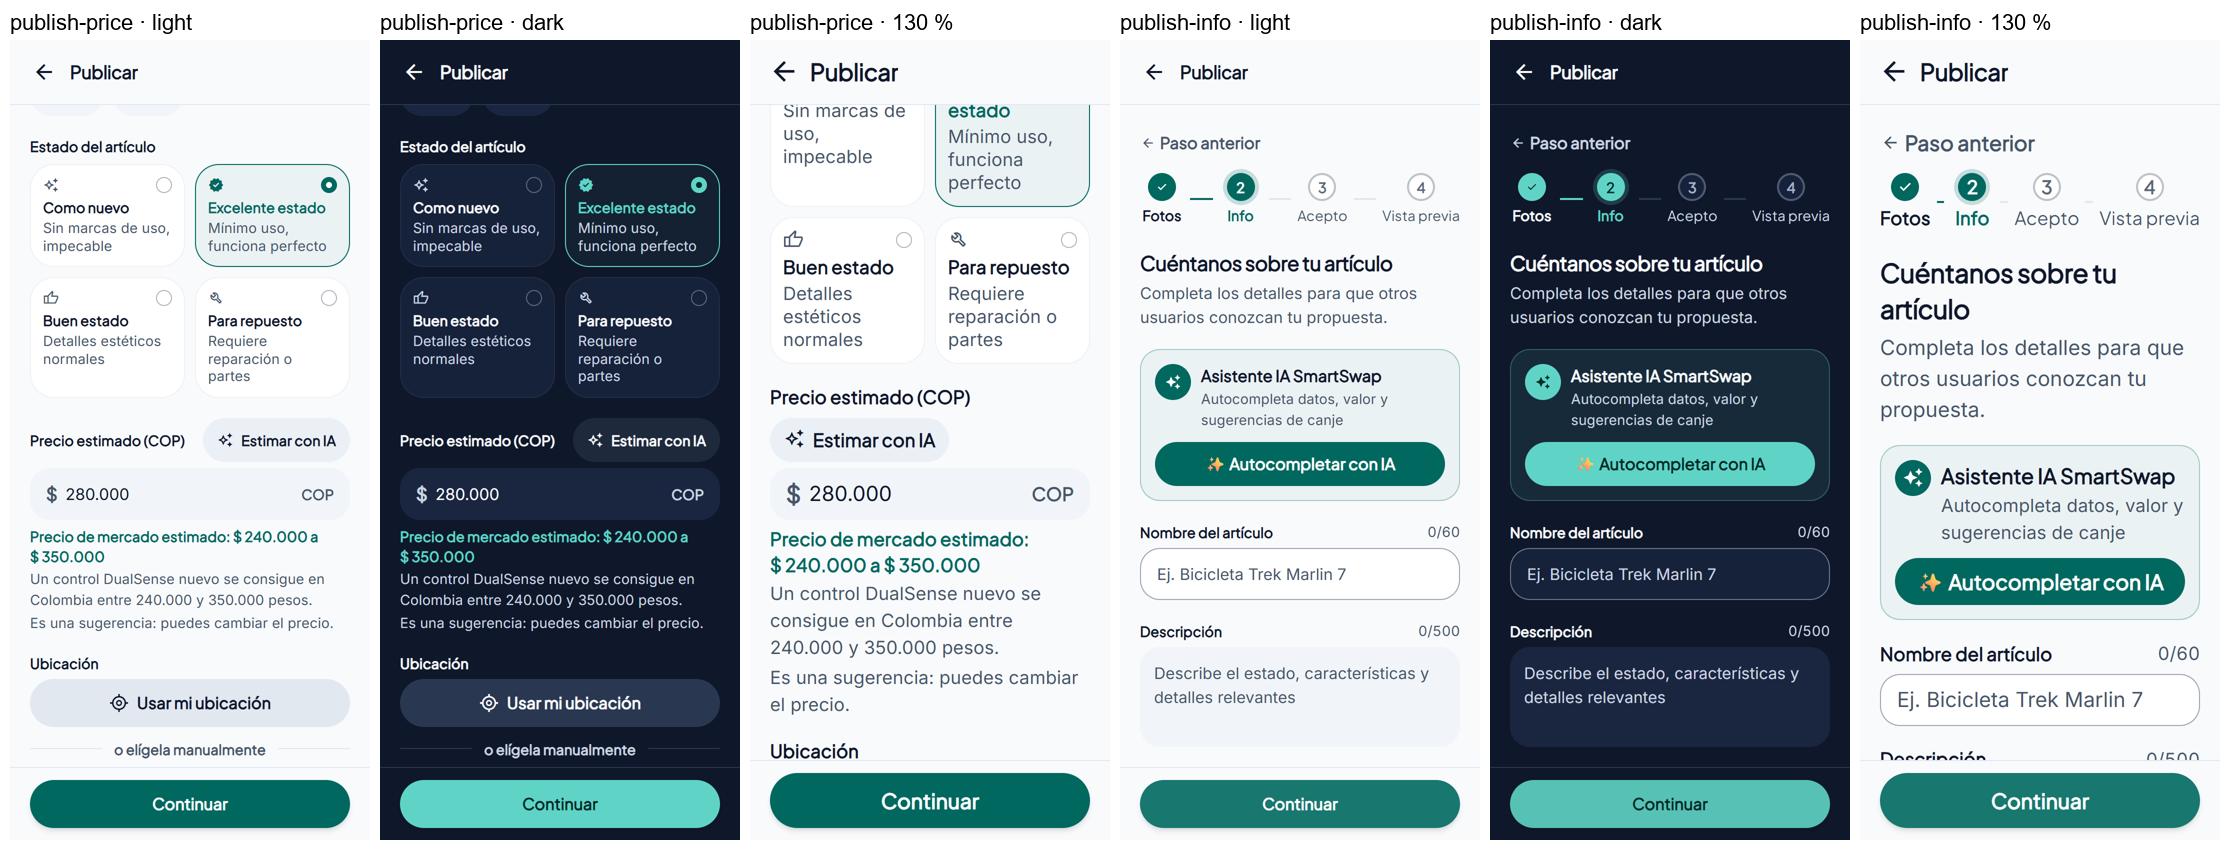 publish-price · light
Publicar
Estado del artículo
Como nuevo
Sin marcas de uso,
impecable
Excelente estado
Mínimo uso,
funciona perfecto
Buen estado
Detalles estéticos
normales
Para repuesto
Requiere
reparación o
partes
Precio estimado (COP)
Estimar con IA
$ 280.000 COP
Precio de mercado estimado: $ 240.000 a
$ 350.000
Un control DualSense nuevo se consigue en
Colombia entre 240.000 y 350.000 pesos.
Es una sugerencia: puedes cambiar el precio.
Ubicación
Usar mi ubicación
o elígela manualmente
Continuar
publish-price · dark
Publicar
Estado del artículo
Como nuevo
Sin marcas de uso,
impecable
Excelente estado
Mínimo uso,
funciona perfecto
Buen estado
Detalles estéticos
normales
Para repuesto
Requiere
reparación o
partes
Precio estimado (COP)
Estimar con IA
$ 280.000 COP
Precio de mercado estimado: $ 240.000 a
$ 350.000
Un control DualSense nuevo se consigue en
Colombia entre 240.000 y 350.000 pesos.
Es una sugerencia: puedes cambiar el precio.
Ubicación
Usar mi ubicación
o elígela manualmente
Continuar
publish-price · 130 %
Publicar
Sin marcas de
uso,
impecable
estado
Mínimo uso,
funciona
perfecto
Buen estado
Detalles
estéticos
normales
Para repuesto
Requiere
reparación o
partes
Precio estimado (COP)
Estimar con IA
$ 280.000 COP
Precio de mercado estimado:
$ 240.000 a $ 350.000
Un control DualSense nuevo se
consigue en Colombia entre
240.000 y 350.000 pesos.
Es una sugerencia: puedes cambiar
el precio.
Ubicación
Continuar
publish-info · light
Publicar
Paso anterior
2 3 4
Fotos Info Acepto Vista previa
Cuéntanos sobre tu artículo
Completa los detalles para que otros
usuarios conozcan tu propuesta.
Asistente IA SmartSwap
Autocompleta datos, valor y
sugerencias de canje
Autocompletar con IA
Nombre del artículo 0/60
Ej. Bicicleta Trek Marlin 7
Descripción 0/500
Describe el estado, características y
detalles relevantes
Continuar
publish-info · dark
Publicar
Paso anterior
2 3 4
Fotos Info Acepto Vista previa
Cuéntanos sobre tu artículo
Completa los detalles para que otros
usuarios conozcan tu propuesta.
Asistente IA SmartSwap
Autocompleta datos, valor y
sugerencias de canje
Autocompletar con IA
Nombre del artículo 0/60
Ej. Bicicleta Trek Marlin 7
Descripción 0/500
Describe el estado, características y
detalles relevantes
Continuar
publish-info · 130 %
Publicar
Paso anterior
2 3 4
Fotos Info Acepto Vista previa
Cuéntanos sobre tu
artículo
Completa los detalles para que
otros usuarios conozcan tu
propuesta.
Asistente IA SmartSwap
Autocompleta datos, valor y
sugerencias de canje
Autocompletar con IA
Nombre del artículo 0/60
Ej. Bicicleta Trek Marlin 7
Descripción 0/500
Continuar